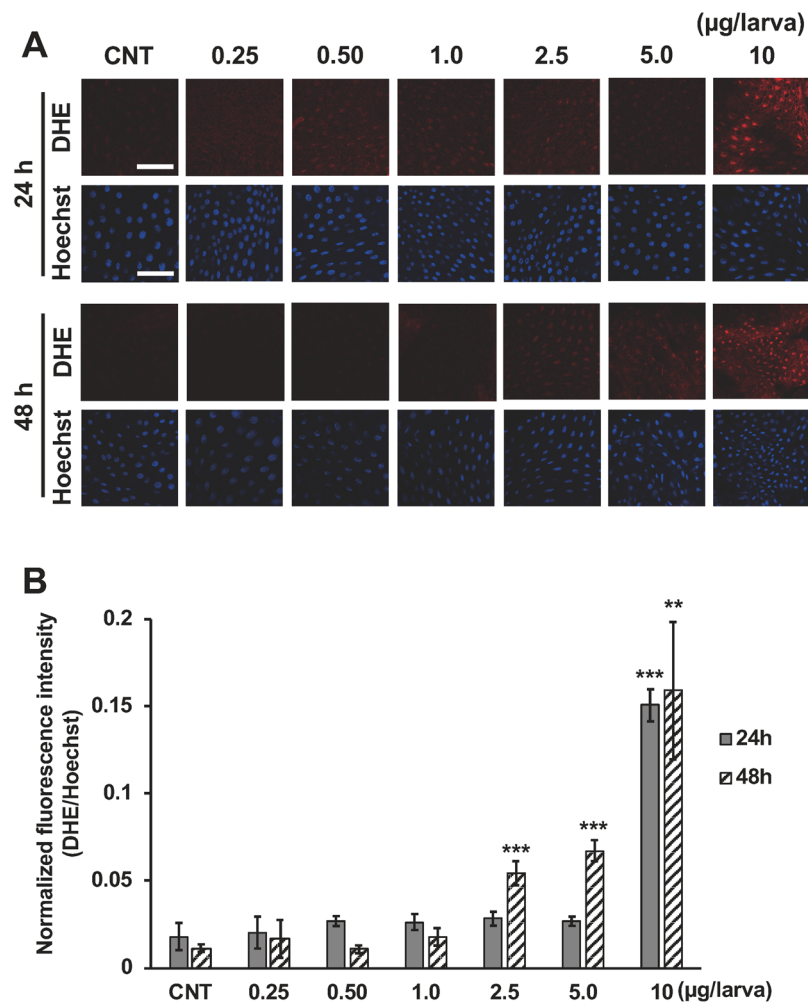 A
(µg/larva)
CNT 0.25 0.50 1.0 2.5 5.0 10
24 h
DHE
Hoechst
48 h
DHE
Hoechst
B
Normalized fluorescence intensity
(DHE/Hoechst)
0.2
0.15
0.1
0.05
0
***
***
***
**
24h
48h
CNT 0.25 0.50 1.0 2.5 5.0 10 (µg/larva)